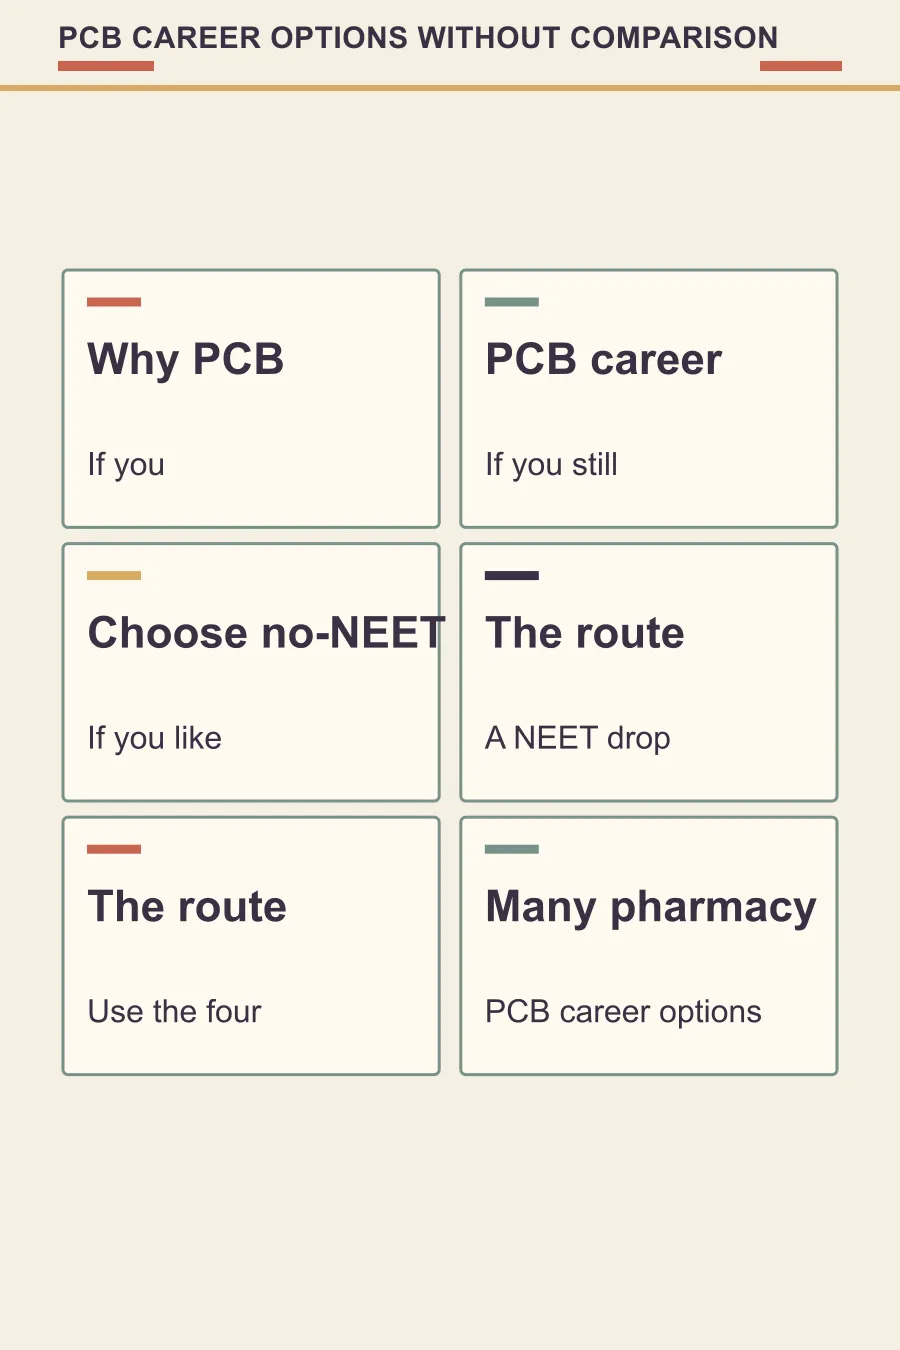 PCB CAREER OPTIONS WITHOUT COMPARISON
Why PCB
If you
PCB career
If you still
Choose no-NEET
If you like
The route
A NEET drop
The route
Use the four
Many pharmacy
PCB career options